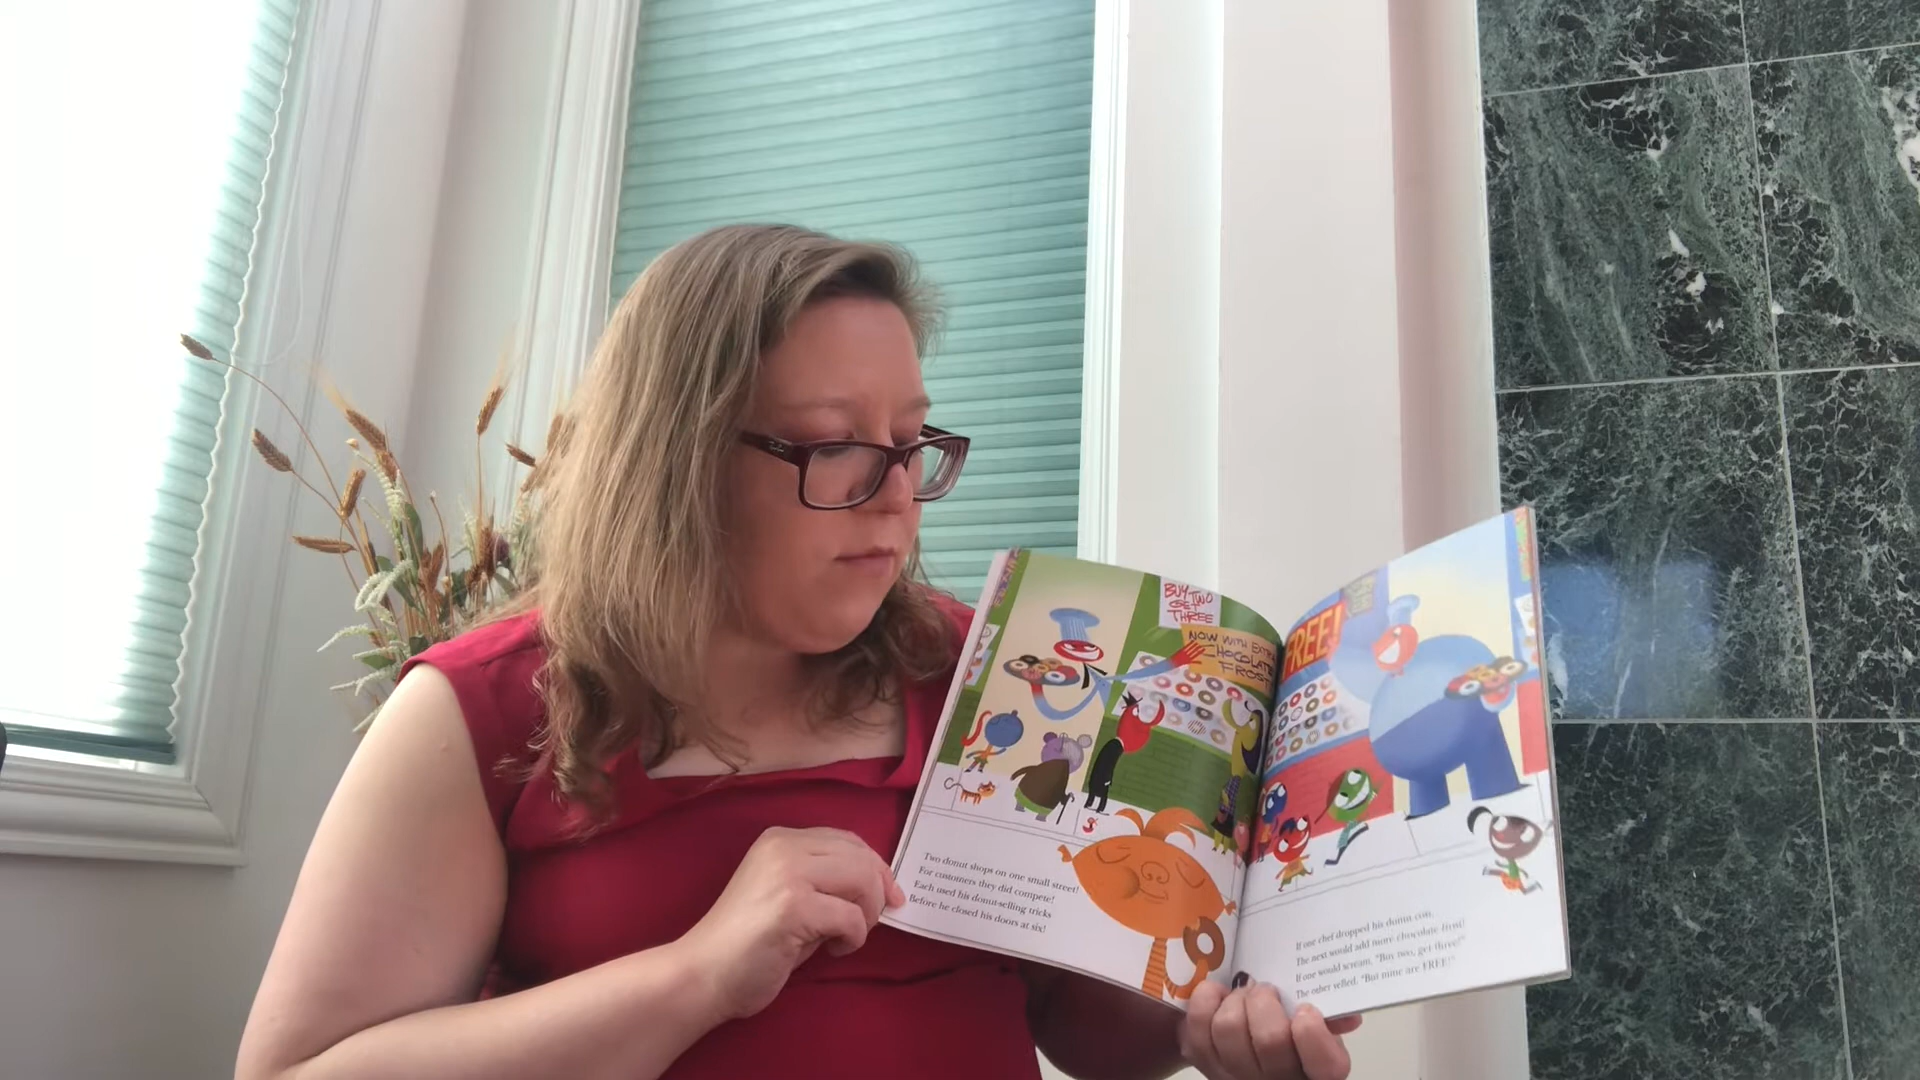 BUY TWO
GET
THREE
NOW WITH EXTRA
CHOCOLATE
FROST
FREE!
Two donut shops on one small street!
For customers they did compete!
Each used his donut-selling tricks
Before he closed his doors at six!
If one chef dropped his donut cost,
The next would add more chocolate frost!
If one would scream, "Buy two, get three!"
The other yelled, "But mine are FREE!"